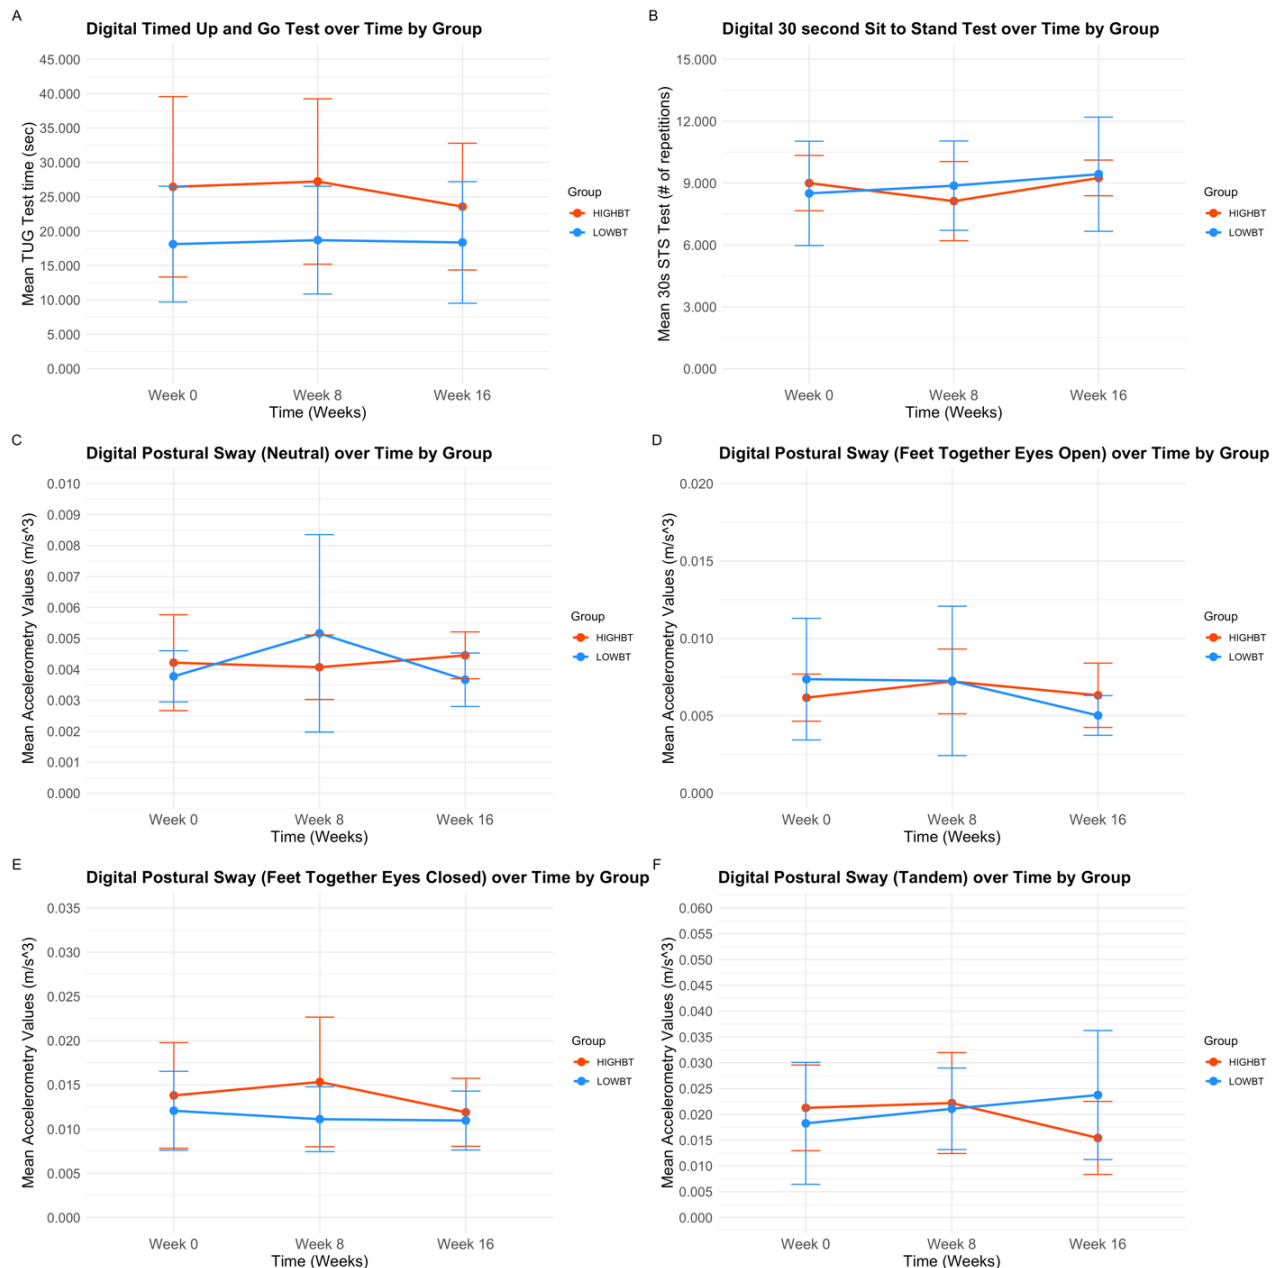 A
Digital Timed Up and Go Test over Time by Group
Mean TUG Test time (sec)
45.000
40.000
35.000
30.000
25.000
20.000
15.000
10.000
5.000
0.000
Week 0
Week 8
Week 16
Time (Weeks)
Group
HIGHBT
LOWBT
B
Digital 30 second Sit to Stand Test over Time by Group
Mean 30s STS Test (# of repetitions)
15.000
12.000
9.000
6.000
3.000
0.000
Week 0
Week 8
Week 16
Time (Weeks)
Group
HIGHBT
LOWBT
C
Digital Postural Sway (Neutral) over Time by Group
Mean Accelerometry Values (m/s^3)
0.010
0.009
0.008
0.007
0.006
0.005
0.004
0.003
0.002
0.001
0.000
Week 0
Week 8
Week 16
Time (Weeks)
Group
HIGHBT
LOWBT
D
Digital Postural Sway (Feet Together Eyes Open) over Time by Group
Mean Accelerometry Values (m/s^3)
0.020
0.015
0.010
0.005
0.000
Week 0
Week 8
Week 16
Time (Weeks)
Group
HIGHBT
LOWBT
E
Digital Postural Sway (Feet Together Eyes Closed) over Time by Group
Mean Accelerometry Values (m/s^3)
0.035
0.030
0.025
0.020
0.015
0.010
0.005
0.000
Week 0
Week 8
Week 16
Time (Weeks)
Group
HIGHBT
LOWBT
F
Digital Postural Sway (Tandem) over Time by Group
Mean Accelerometry Values (m/s^3)
0.060
0.055
0.050
0.045
0.040
0.035
0.030
0.025
0.020
0.015
0.010
0.005
0.000
Week 0
Week 8
Week 16
Time (Weeks)
Group
HIGHBT
LOWBT